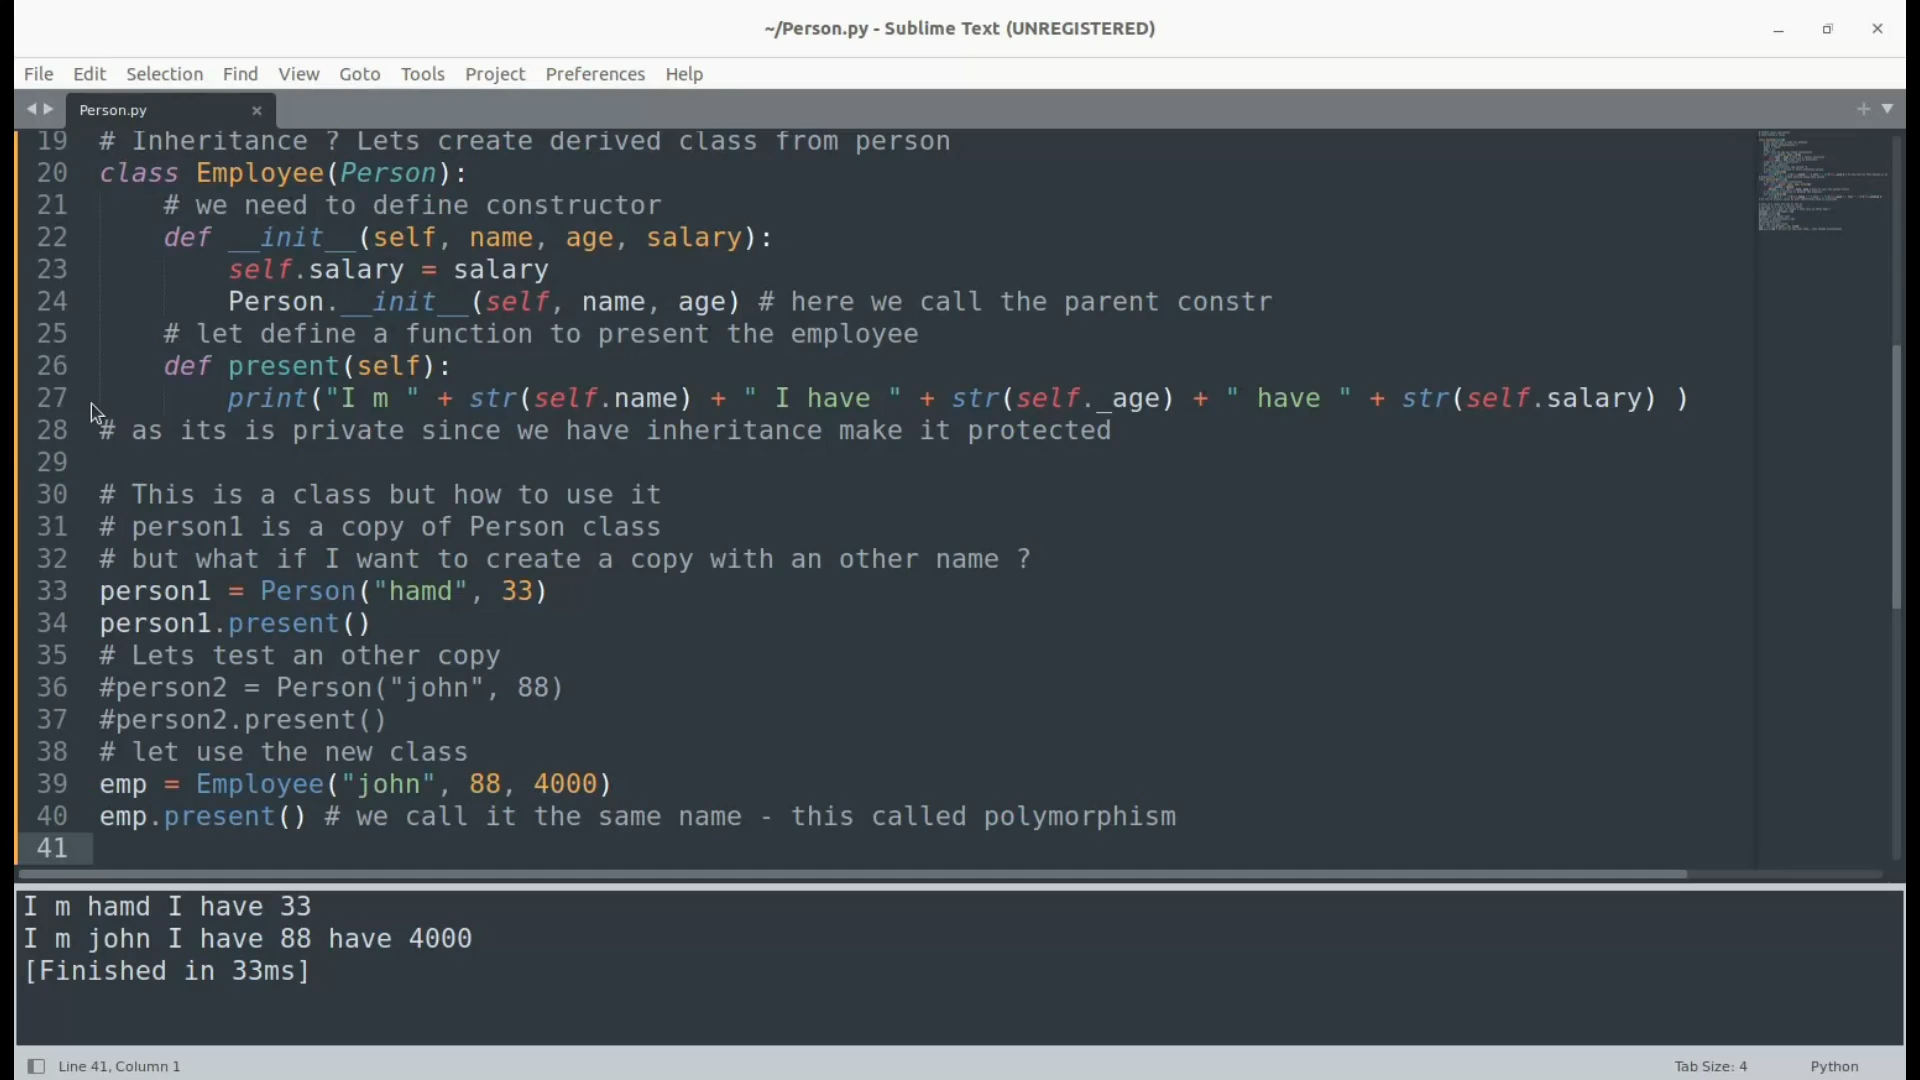 ~/Person.py - Sublime Text (UNREGISTERED)
File Edit Selection Find View Goto Tools Project Preferences Help
Person.py
19 # Inheritance ? Lets create derived class from person
20 class Employee(Person):
21     # we need to define constructor
22     def __init__(self, name, age, salary):
23         self.salary = salary
24         Person.__init__(self, name, age) # here we call the parent constr
25     # let define a function to present the employee
26     def present(self):
27         print("I m " + str(self.name) + " I have " + str(self._age) + " have " + str(self.salary) )
28 # as its is private since we have inheritance make it protected
29
30 # This is a class but how to use it
31 # person1 is a copy of Person class
32 # but what if I want to create a copy with an other name ?
33 person1 = Person("hamd", 33)
34 person1.present()
35 # Lets test an other copy
36 #person2 = Person("john", 88)
37 #person2.present()
38 # let use the new class
39 emp = Employee("john", 88, 4000)
40 emp.present() # we call it the same name - this called polymorphism
41
I m hamd I have 33
I m john I have 88 have 4000
[Finished in 33ms]
Line 41, Column 1
Tab Size: 4
Python